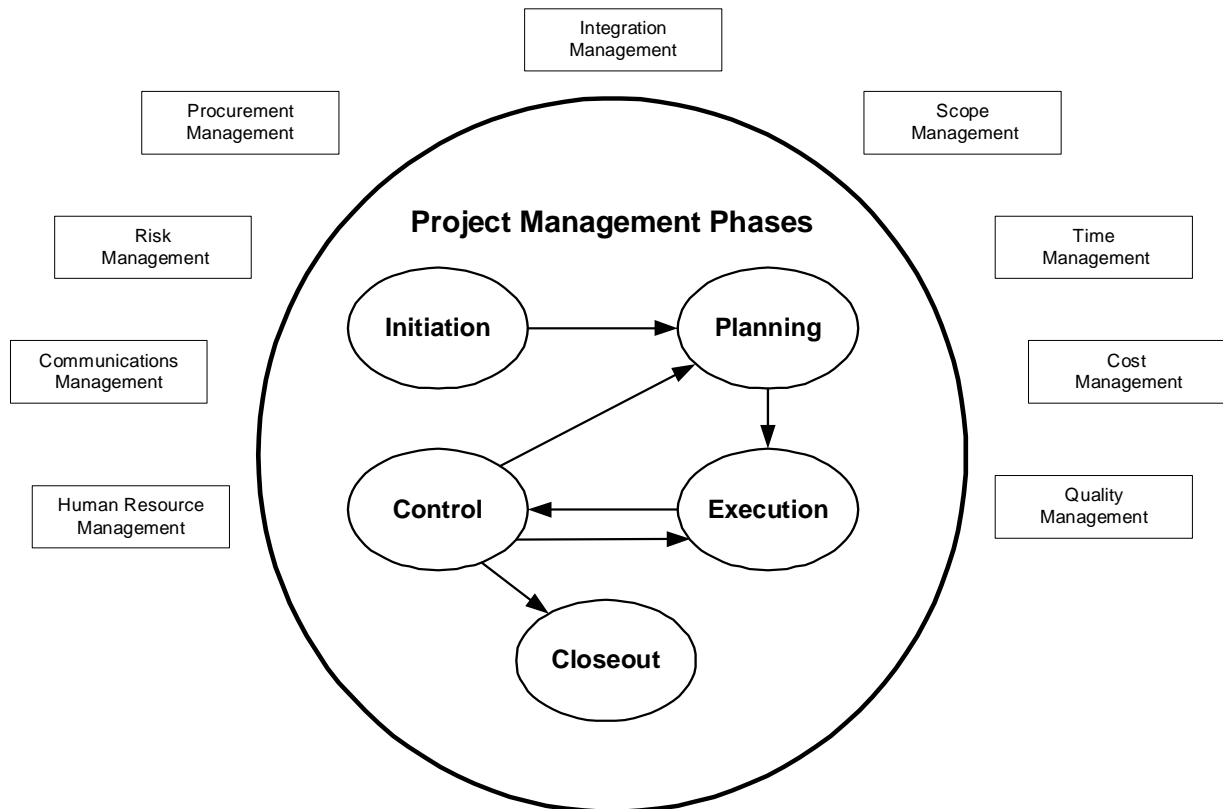 Integration
Management
Procurement
Management
Scope
Management
Project Management Phases
Risk
Management
Time
Management
Initiation
Planning
Communications
Management
Cost
Management
Control
Execution
Human Resource
Management
Quality
Management
Closeout